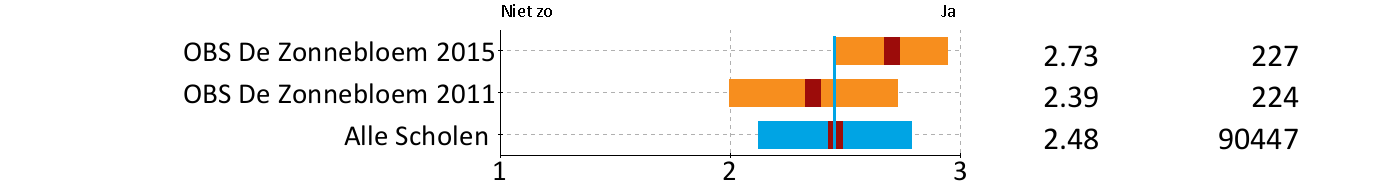 Niet zo Ja
OBS De Zonnebloem 2015 2.73 227
OBS De Zonnebloem 2011 2.39 224
Alle Scholen 2.48 90447
1 2 3